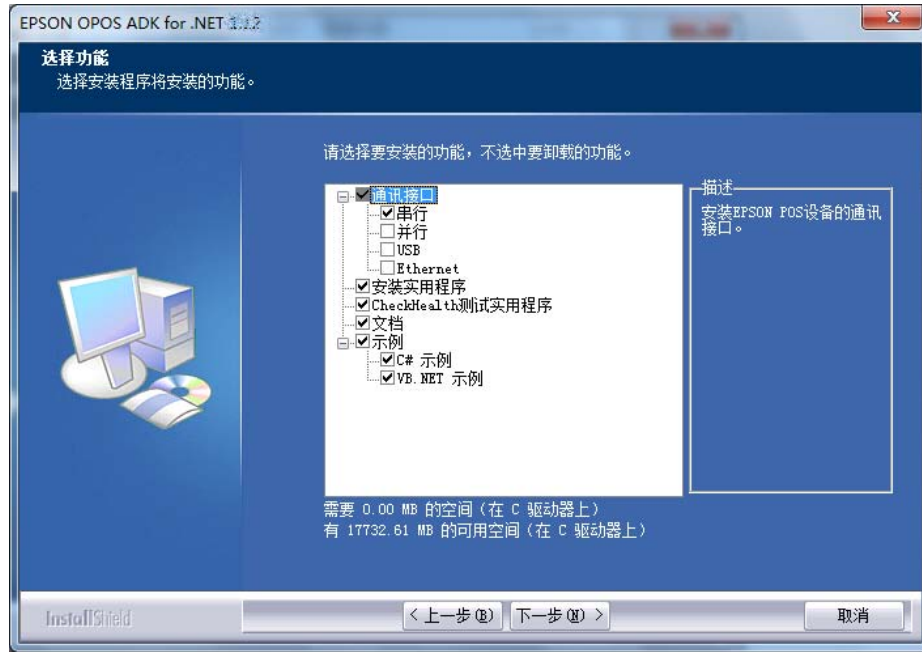 EPSON OPOS ADK for .NET
选择功能
选择安装程序将安装的功能。
请选择要安装的功能，不选中要卸载的功能。
通讯接口
串行
并行
USB
Ethernet
安装实用程序
CheckHealth测试实用程序
文档
示例
C# 示例
VB.NET 示例
描述
安装EPSON POS设备的通讯
接口。
需要 0.00 MB 的空间（在 C 驱动器上）
有 17732.61 MB 的可用空间（在 C 驱动器上）
InstallShield
< 上一步(B)
下一步(N) >
取消